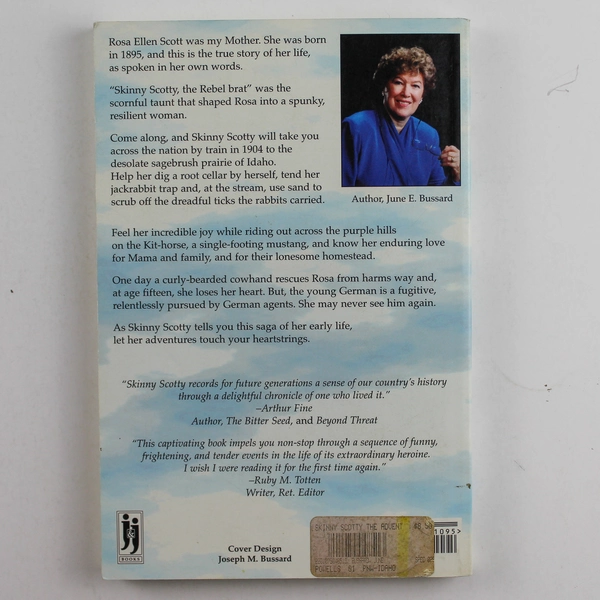 Rosa Ellen Scott was my Mother. She was born
in 1895, and this is the true story of her life,
as spoken in her own words.
“Skinny Scotty, the Rebel brat” was the
scornful taunt that shaped Rosa into a spunky,
resilient woman.
Come along, and Skinny Scotty will take you
across the nation by train in 1904 to the
desolate sagebrush prairie of Idaho.
Help her dig a root cellar by herself, tend her
jackrabbit trap and, at the stream, use sand to
scrub off the dreadful ticks the rabbits carried.
Author, June E. Bussard
Feel her incredible joy while riding out across the purple hills
on the Kit-horse, a single-footing mustang, and know her enduring love
for Mama and family, and for their lonesome homestead.
One day a curly-bearded cowhand rescues Rosa from harms way and,
at age fifteen, she loses her heart. But, the young German is a fugitive,
relentlessly pursued by German agents. She may never see him again.
As Skinny Scotty tells you this saga of her early life,
let her adventures touch your heartstrings.
“Skinny Scotty records for future generations a sense of our country’s history
through a delightful chronicle of one who lived it.”
–Arthur Fine
Author, The Bitter Seed, and Beyond Threat
“This captivating book impels you non-stop through a sequence of funny,
frightening, and tender events in the life of its extraordinary heroine.
I wish I were reading it for the first time again.”
–Ruby M. Totten
Writer, Ret. Editor
j&j
BOOKS
Cover Design
Joseph M. Bussard
SKINNY SCOTTY THE ADVENT
POWELLS 01 PNW-IDAHO
1095>